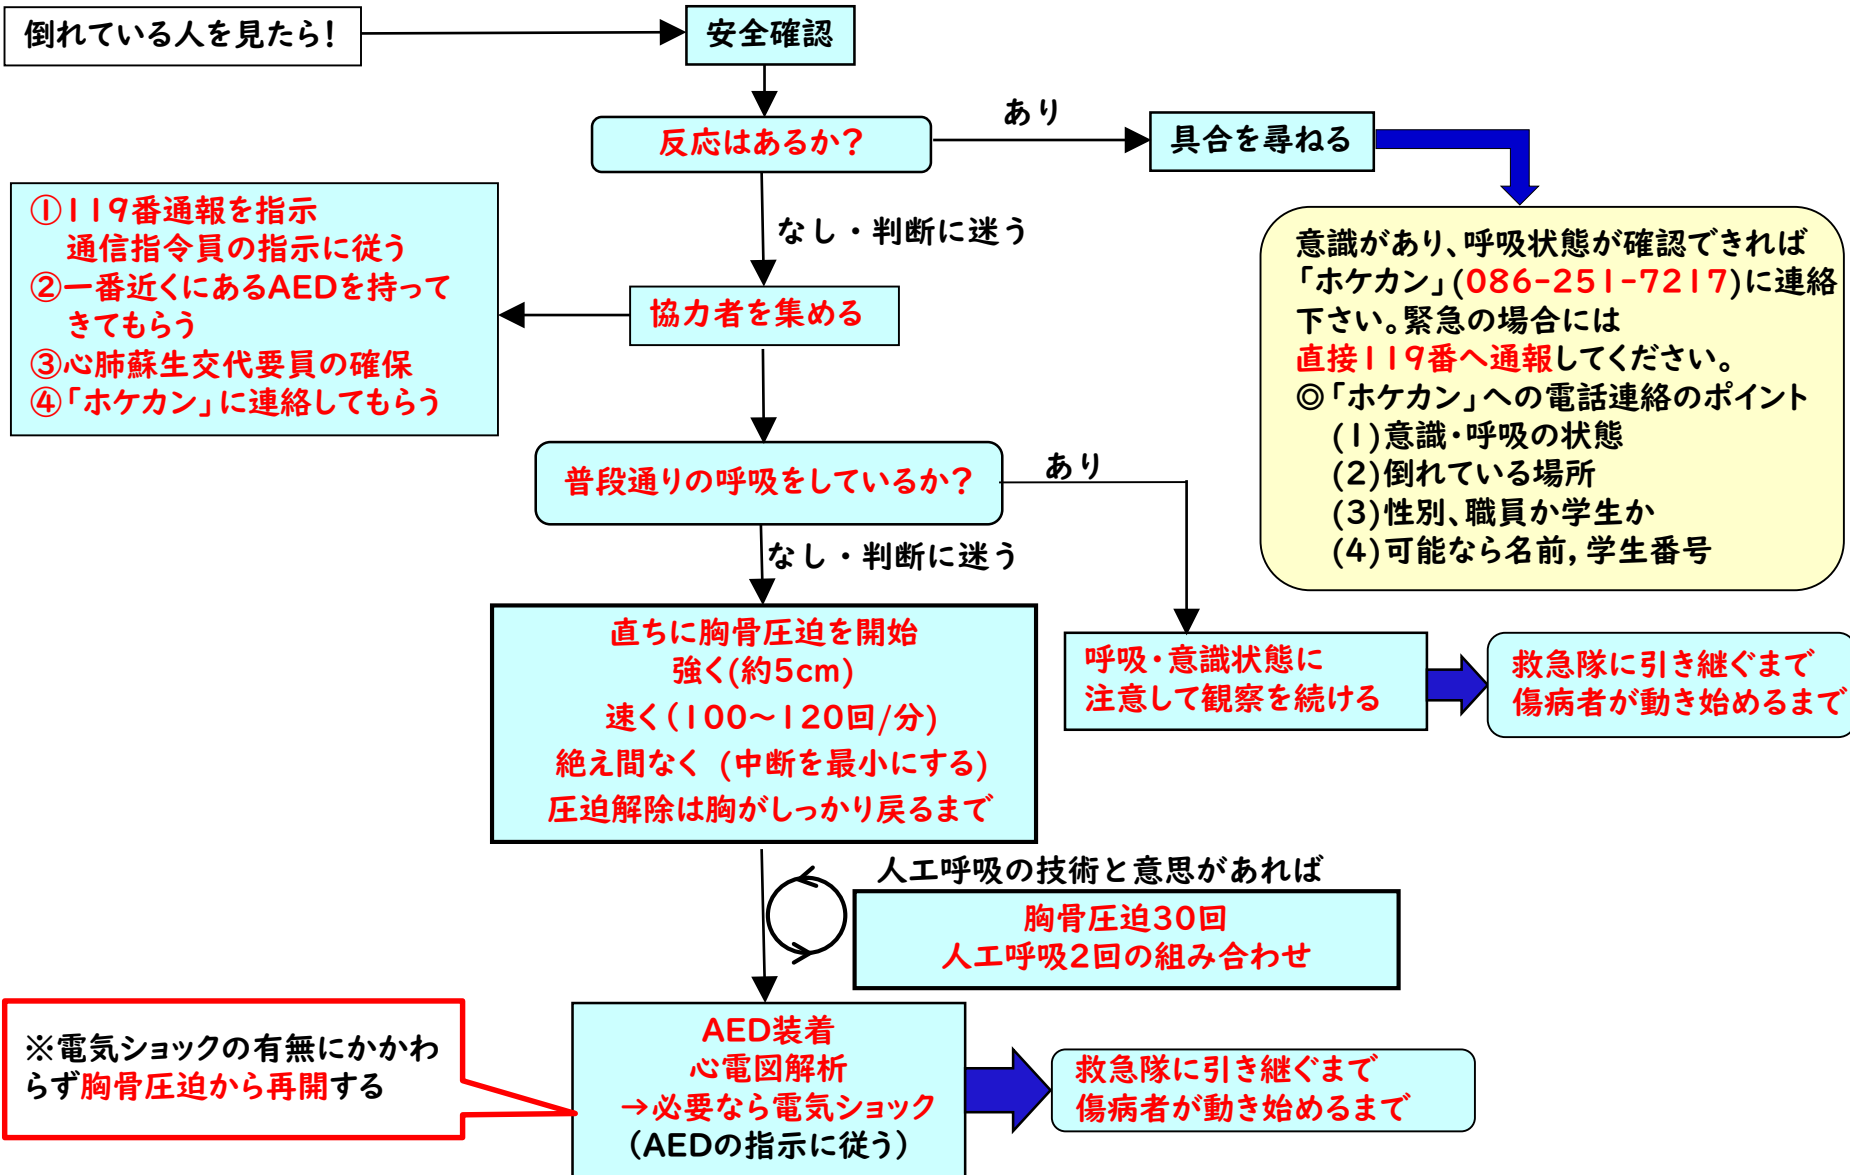 倒れている人を見たら！
安全確認
反応はあるか？
あり
具合を尋ねる
なし・判断に迷う
意識があり、呼吸状態が確認できれば
「ホケカン」(086-251-7217)に連絡
下さい。緊急の場合には
直接119番へ通報してください。
◎「ホケカン」への電話連絡のポイント
(1)意識・呼吸の状態
(2)倒れている場所
(3)性別、職員か学生か
(4)可能なら名前, 学生番号
協力者を集める
①119番通報を指示
通信指令員の指示に従う
②一番近くにあるAEDを持って
きてもらう
③心肺蘇生交代要員の確保
④「ホケカン」に連絡してもらう
普段通りの呼吸をしているか？
あり
なし・判断に迷う
呼吸・意識状態に
注意して観察を続ける
救急隊に引き継ぐまで
傷病者が動き始めるまで
直ちに胸骨圧迫を開始
強く(約5cm)
速く(100～120回/分)
絶え間なく (中断を最小にする)
圧迫解除は胸がしっかり戻るまで
人工呼吸の技術と意思があれば
胸骨圧迫30回
人工呼吸2回の組み合わせ
AED装着
心電図解析
→必要なら電気ショック
(AEDの指示に従う)
※電気ショックの有無にかかわ
らず胸骨圧迫から再開する
救急隊に引き継ぐまで
傷病者が動き始めるまで